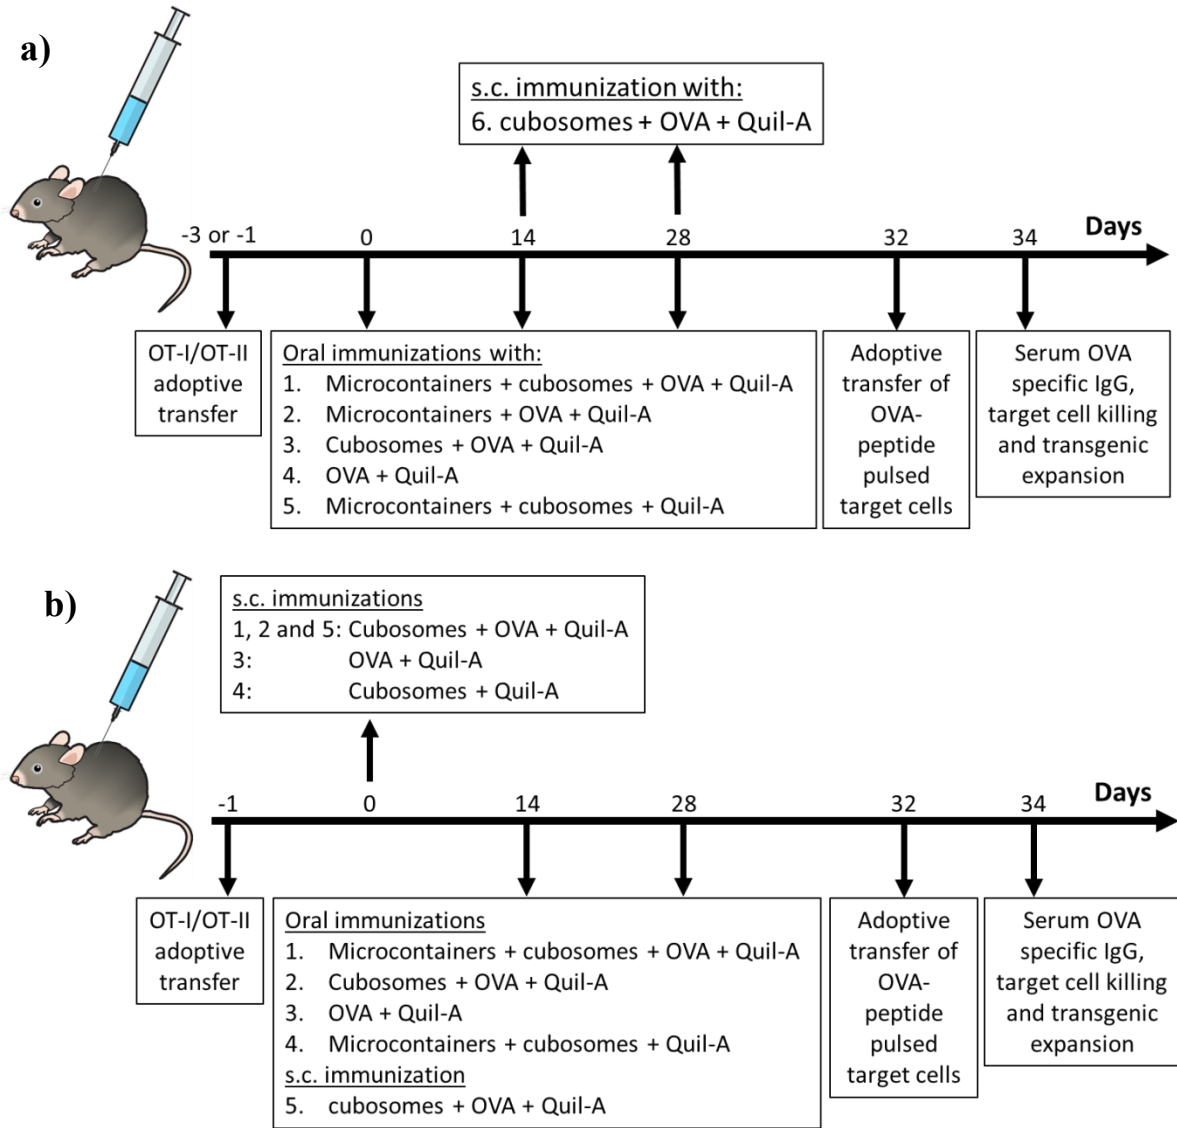 a)
s.c. immunization with:
6. cubosomes + OVA + Quil-A
-3 or -1
0
14
28
32
34
Days
OT-I/OT-II
adoptive
transfer
Oral immunizations with:
1. Microcontainers + cubosomes + OVA + Quil-A
2. Microcontainers + OVA + Quil-A
3. Cubosomes + OVA + Quil-A
4. OVA + Quil-A
5. Microcontainers + cubosomes + Quil-A
Adoptive
transfer of
OVA-
peptide
pulsed
target cells
Serum OVA
specific IgG,
target cell killing
and transgenic
expansion
b)
s.c. immunizations
1, 2 and 5: Cubosomes + OVA + Quil-A
3: OVA + Quil-A
4: Cubosomes + Quil-A
-1
0
14
28
32
34
Days
OT-I/OT-II
adoptive
transfer
Oral immunizations
1. Microcontainers + cubosomes + OVA + Quil-A
2. Cubosomes + OVA + Quil-A
3. OVA + Quil-A
4. Microcontainers + cubosomes + Quil-A
s.c. immunization
5. cubosomes + OVA + Quil-A
Adoptive
transfer of
OVA-
peptide
pulsed
target cells
Serum OVA
specific IgG,
target cell killing
and transgenic
expansion